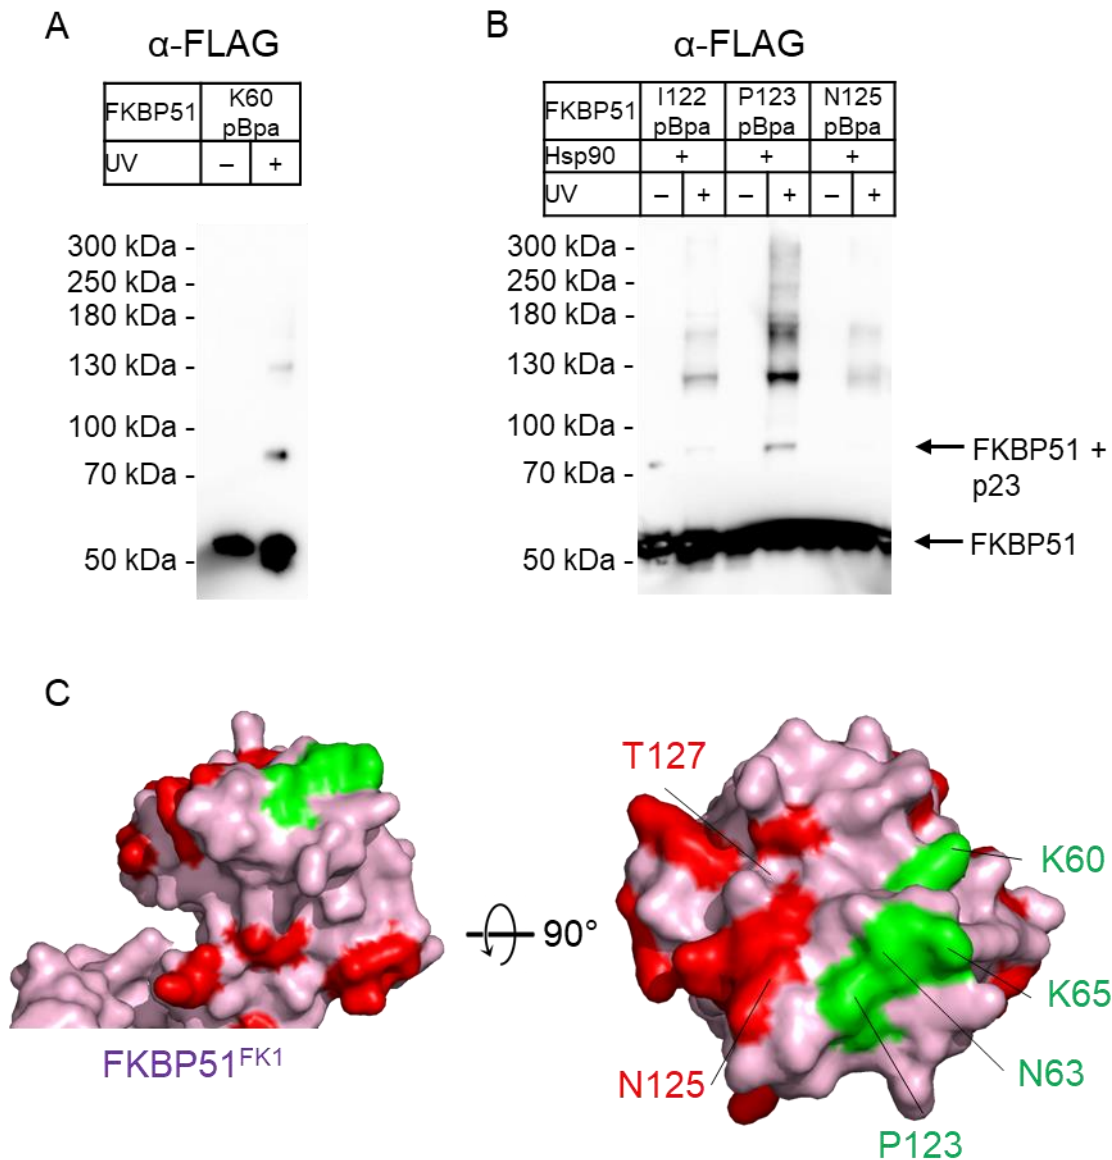 A
α-FLAG
FKBP51
K60
pBpa
UV
–
+
300 kDa -
250 kDa -
180 kDa -
130 kDa -
100 kDa -
70 kDa -
50 kDa -
B
α-FLAG
FKBP51
I122
pBpa
P123
pBpa
N125
pBpa
Hsp90
+
+
+
UV
–
+
–
+
–
+
300 kDa -
250 kDa -
180 kDa -
130 kDa -
100 kDa -
70 kDa -
50 kDa -
FKBP51 +
p23
FKBP51
C
FKBP51FK1
90°
T127
K60
K65
N63
N125
P123